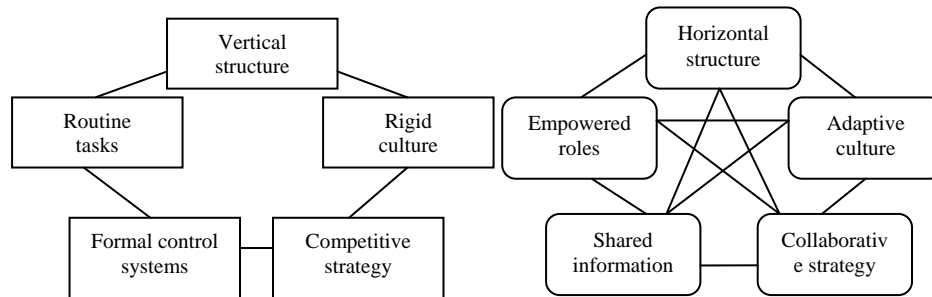 Vertical
structure
Routine
tasks
Rigid
culture
Formal control
systems
Competitive
strategy
Horizontal
structure
Empowered
roles
Adaptive
culture
Shared
information
Collaborativ
e strategy